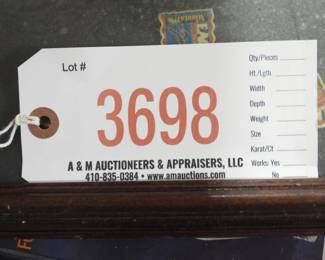 Lot #
3698
A & M AUCTIONEERS & APPRAISERS, LLC
410-835-0384 • www.amauctions.com
Qty/Pieces
Ht./Lgth.
Width
Depth
Weight
Size
Karat/Ct
Works: Yes
No